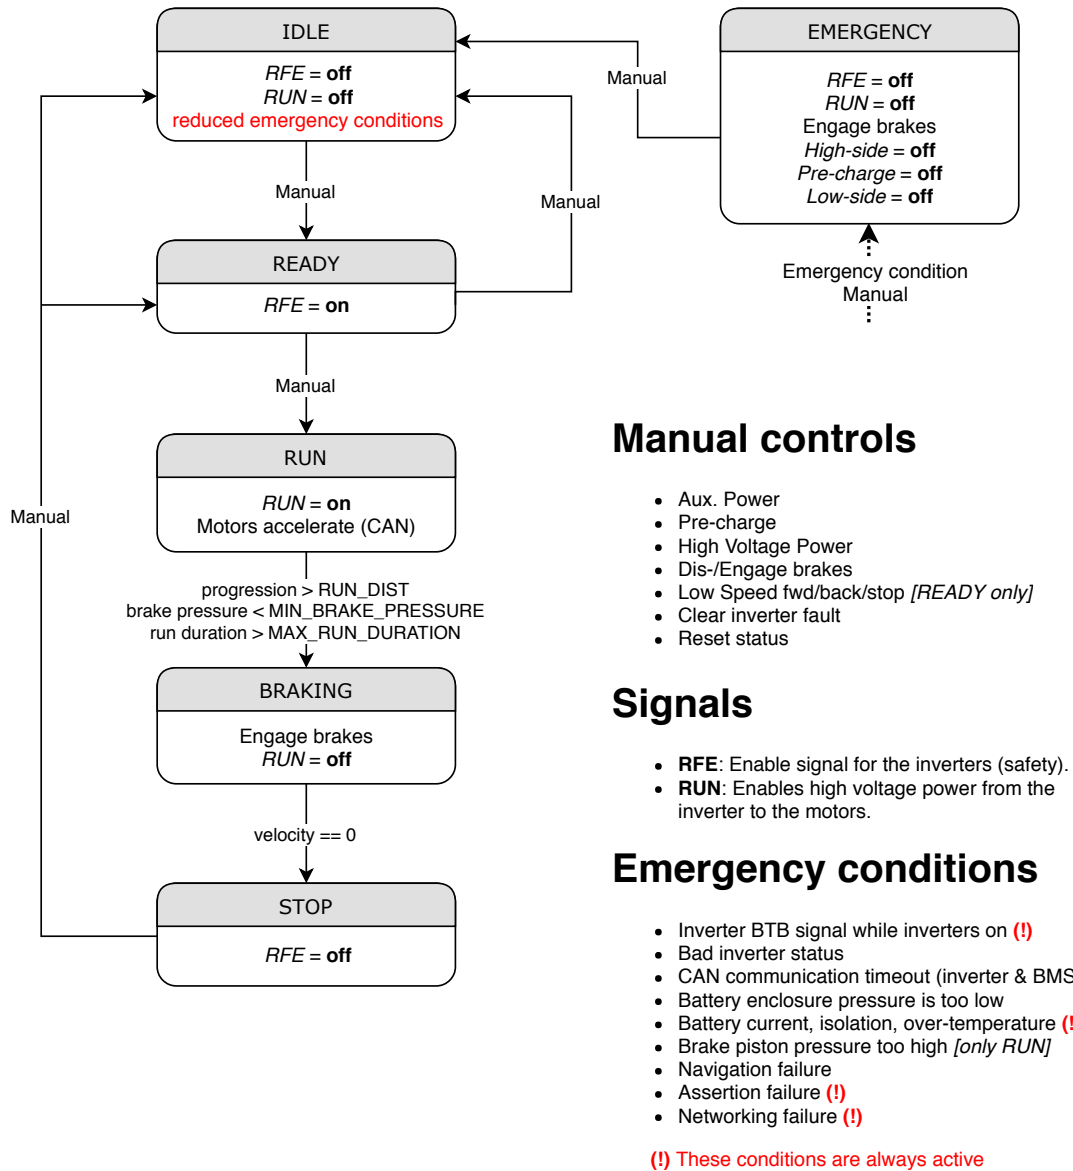 IDLE
RFE = off
RUN = off
reduced emergency conditions
EMERGENCY
RFE = off
RUN = off
Engage brakes
High-side = off
Pre-charge = off
Low-side = off
Manual
Manual
Manual
Emergency condition
Manual
READY
RFE = on
Manual
RUN
RUN = on
Motors accelerate (CAN)
Manual
progression > RUN_DIST
brake pressure < MIN_BRAKE_PRESSURE
run duration > MAX_RUN_DURATION
BRAKING
Engage brakes
RUN = off
velocity == 0
STOP
RFE = off
Manual controls
• Aux. Power
• Pre-charge
• High Voltage Power
• Dis-/Engage brakes
• Low Speed fwd/back/stop [READY only]
• Clear inverter fault
• Reset status
Signals
• RFE: Enable signal for the inverters (safety).
• RUN: Enables high voltage power from the
inverter to the motors.
Emergency conditions
• Inverter BTB signal while inverters on (!)
• Bad inverter status
• CAN communication timeout (inverter & BMS
• Battery enclosure pressure is too low
• Battery current, isolation, over-temperature (!
• Brake piston pressure too high [only RUN]
• Navigation failure
• Assertion failure (!)
• Networking failure (!)
(!) These conditions are always active